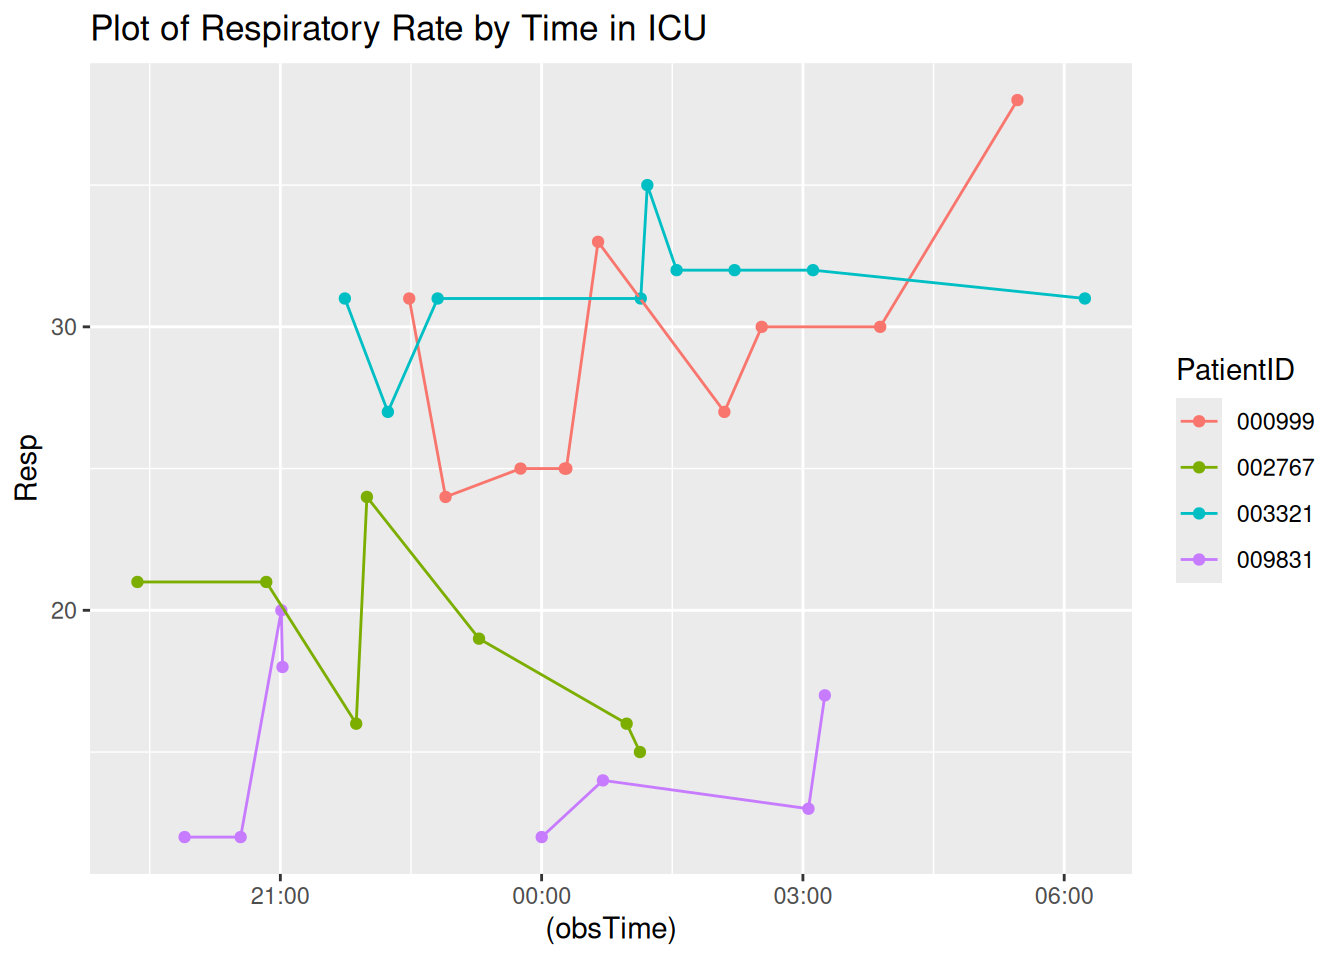 Plot of Respiratory Rate by Time in ICU
Resp
30
20
21:00 00:00 03:00 06:00
(obsTime)
PatientID
000999
002767
003321
009831